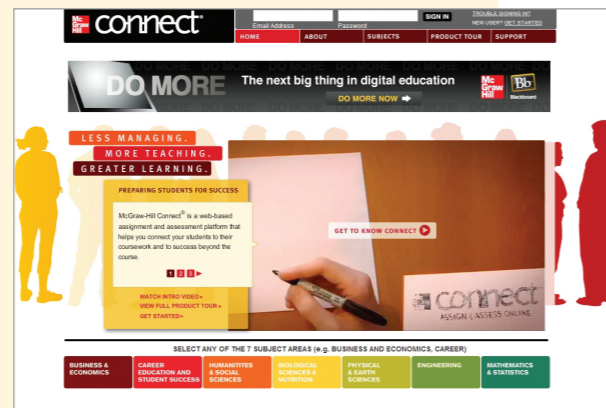 Mc
Graw
Hill
connect®
Email Address
Password
SIGN IN
TROUBLE SIGNING IN?
NEW USER? GET STARTED
HOME
ABOUT
SUBJECTS
PRODUCT TOUR
SUPPORT
DO MORE
The next big thing in digital education
DO MORE NOW
Mc
Graw
Hill
Bb
Blackboard
LESS MANAGING.
MORE TEACHING.
GREATER LEARNING.
PREPARING STUDENTS FOR SUCCESS
McGraw-Hill Connect® is a web-based
assignment and assessment platform that
helps you connect your students to their
coursework and to success beyond the
course.
1 2 3
WATCH INTRO VIDEO
VIEW FULL PRODUCT TOUR
GET STARTED
GET TO KNOW CONNECT
connect
ASSIGN & ASSESS ONLINE
SELECT ANY OF THE 7 SUBJECT AREAS (e.g. BUSINESS AND ECONOMICS, CAREER)
BUSINESS &
ECONOMICS
CAREER
EDUCATION AND
STUDENT SUCCESS
HUMANITITES
& SOCIAL
SCIENCES
BIOLOGICAL
SCIENCES &
NUTRITION
PHYSICAL
& EARTH
SCIENCES
ENGINEERING
MATHEMATICS
& STATISTICS